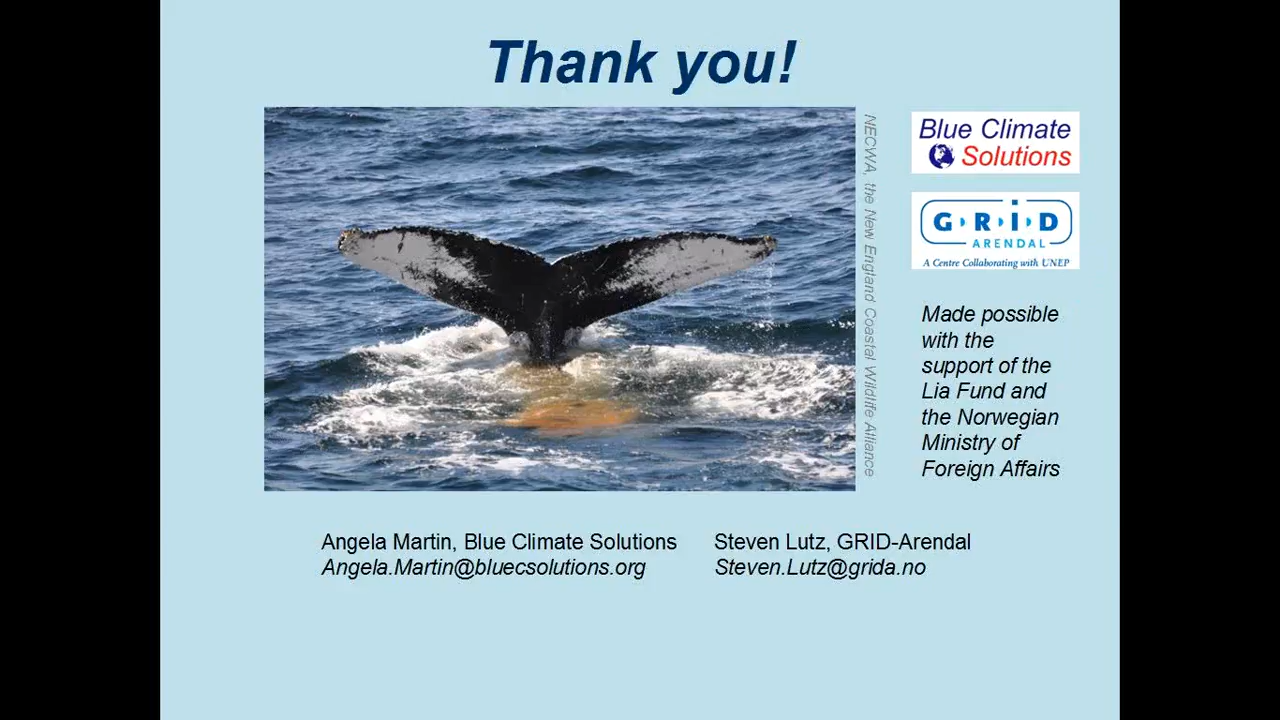 Thank you!
NECWA, the New England Coastal Wildlife Alliance
Blue Climate
Solutions
GRiD
ARENDAL
A Centre Collaborating with UNEP
Made possible
with the
support of the
Lia Fund and
the Norwegian
Ministry of
Foreign Affairs
Angela Martin, Blue Climate Solutions
Angela.Martin@bluecsolutions.org
Steven Lutz, GRID-Arendal
Steven.Lutz@grida.no